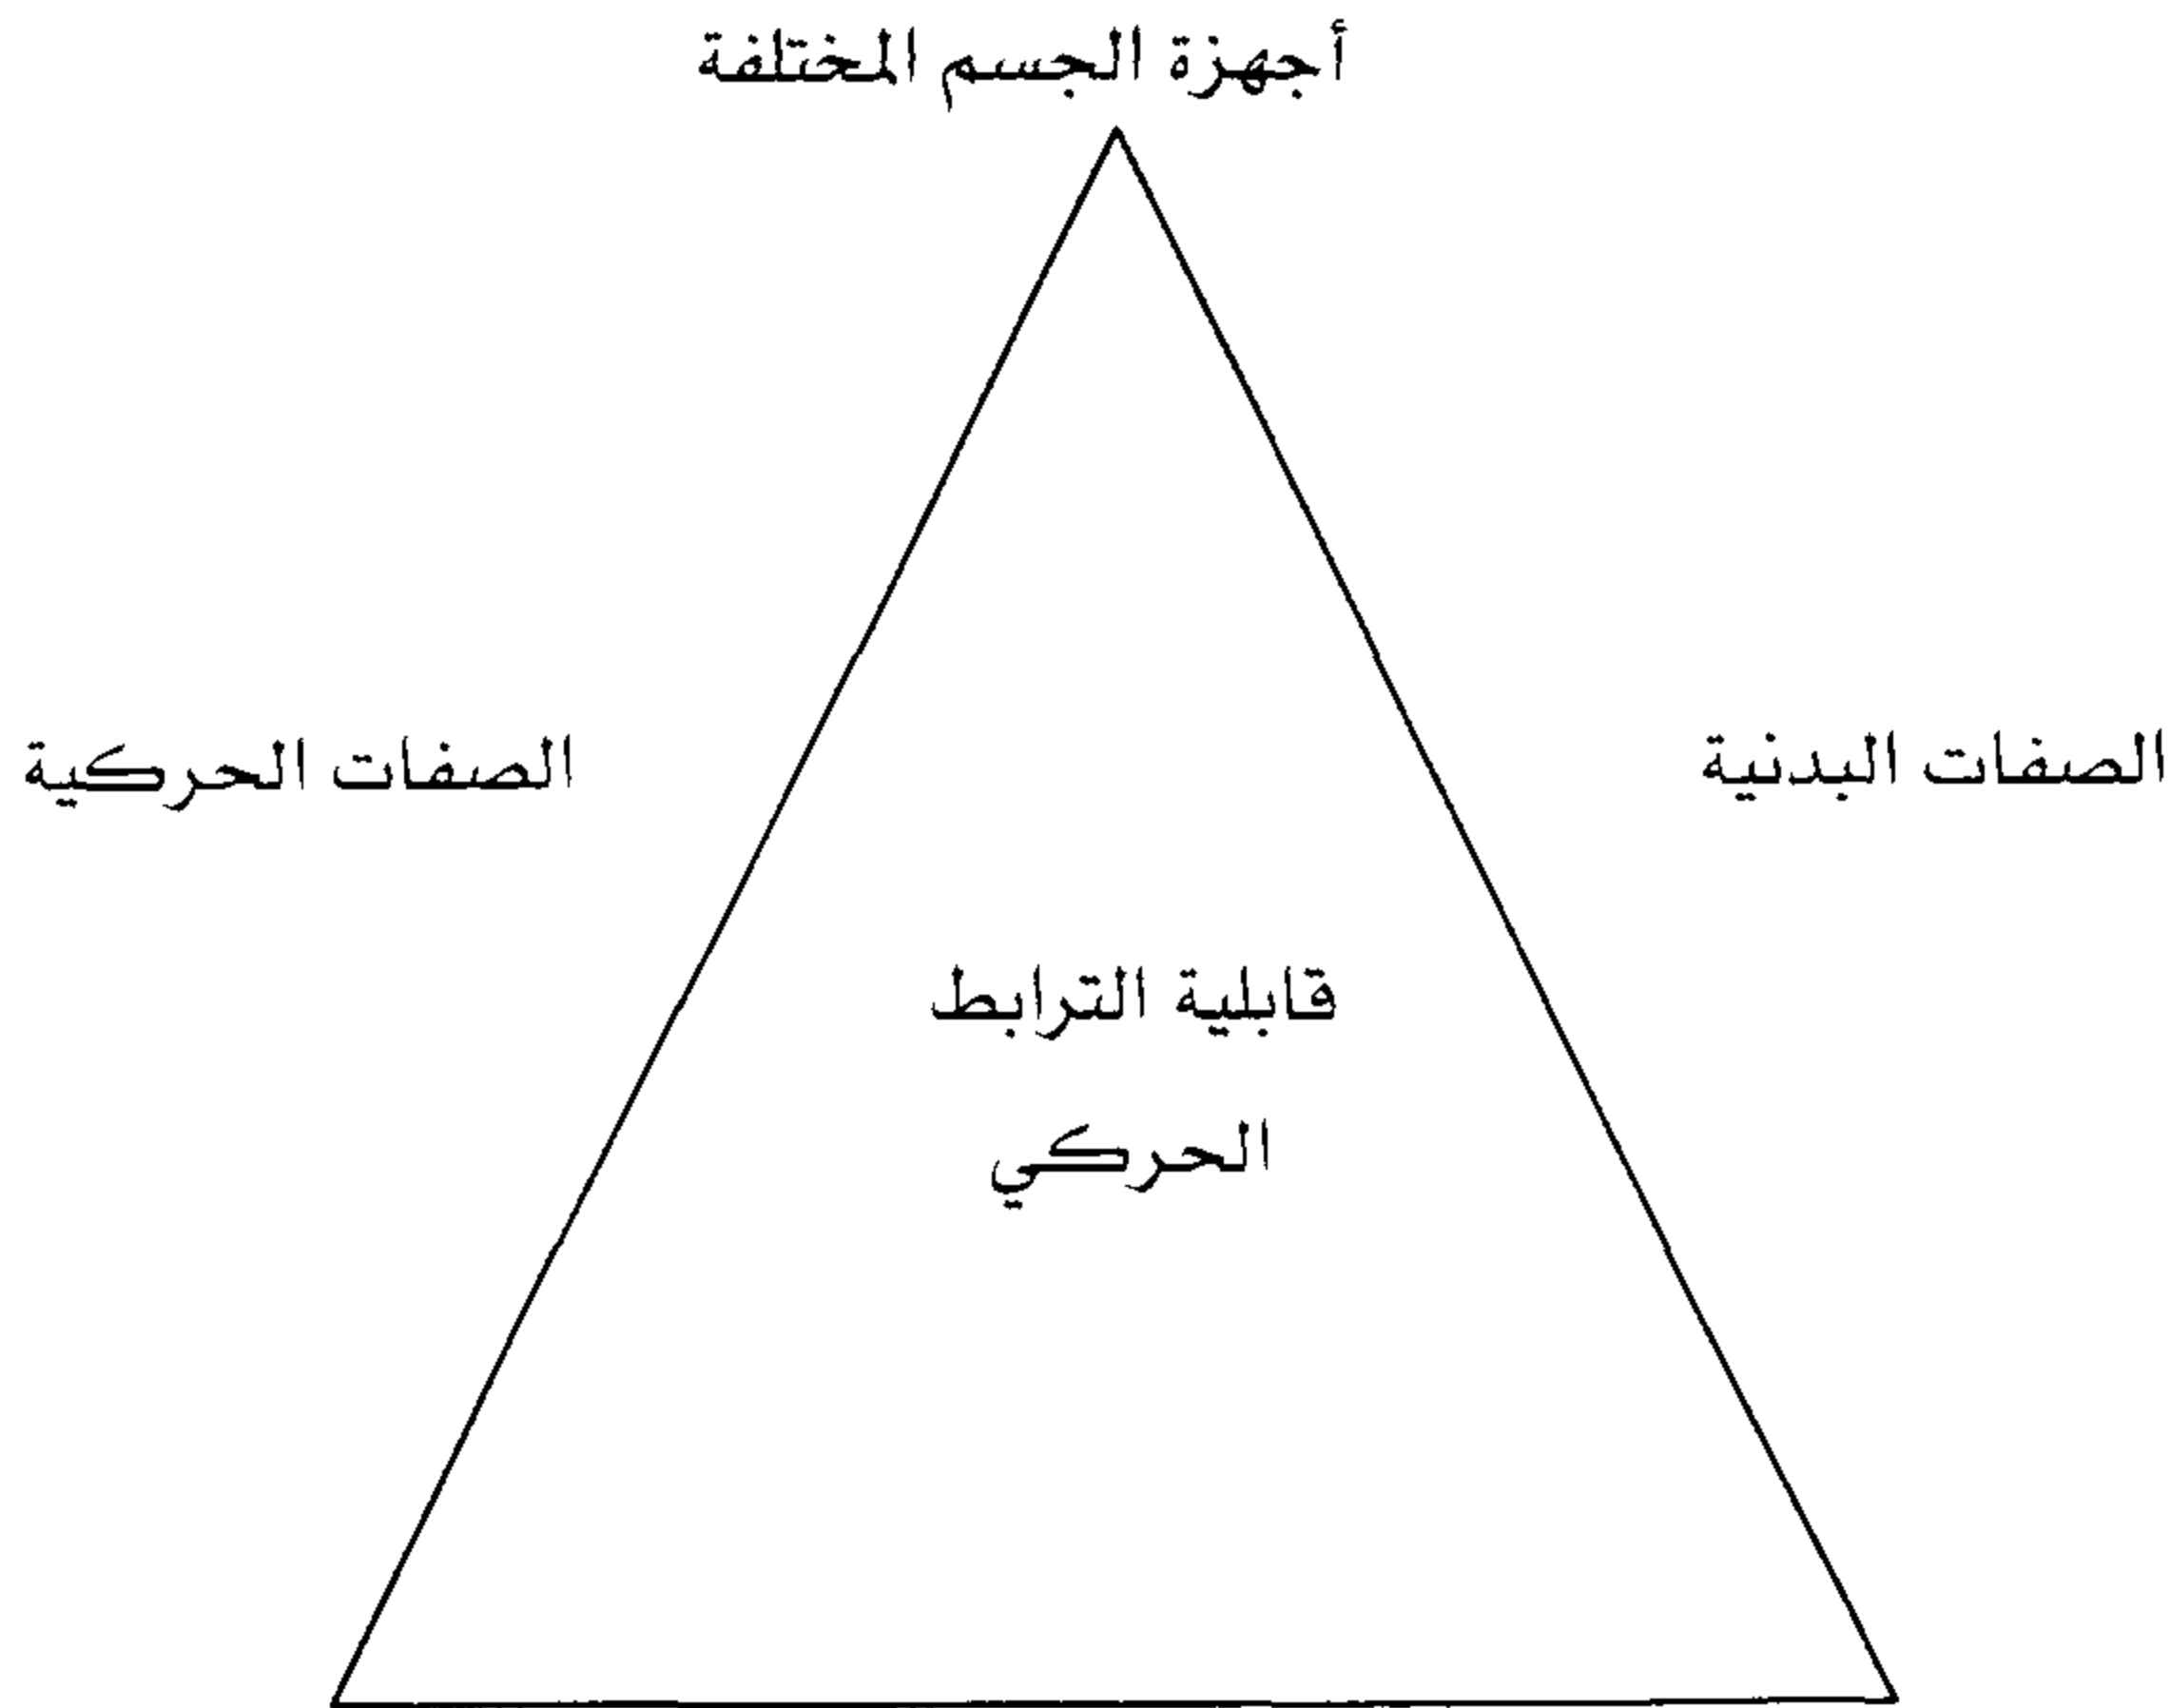 أجهزة الجسم المختلفة
الصفات البدنية
الصفات الحركية
قابلية الترابط
الحركي